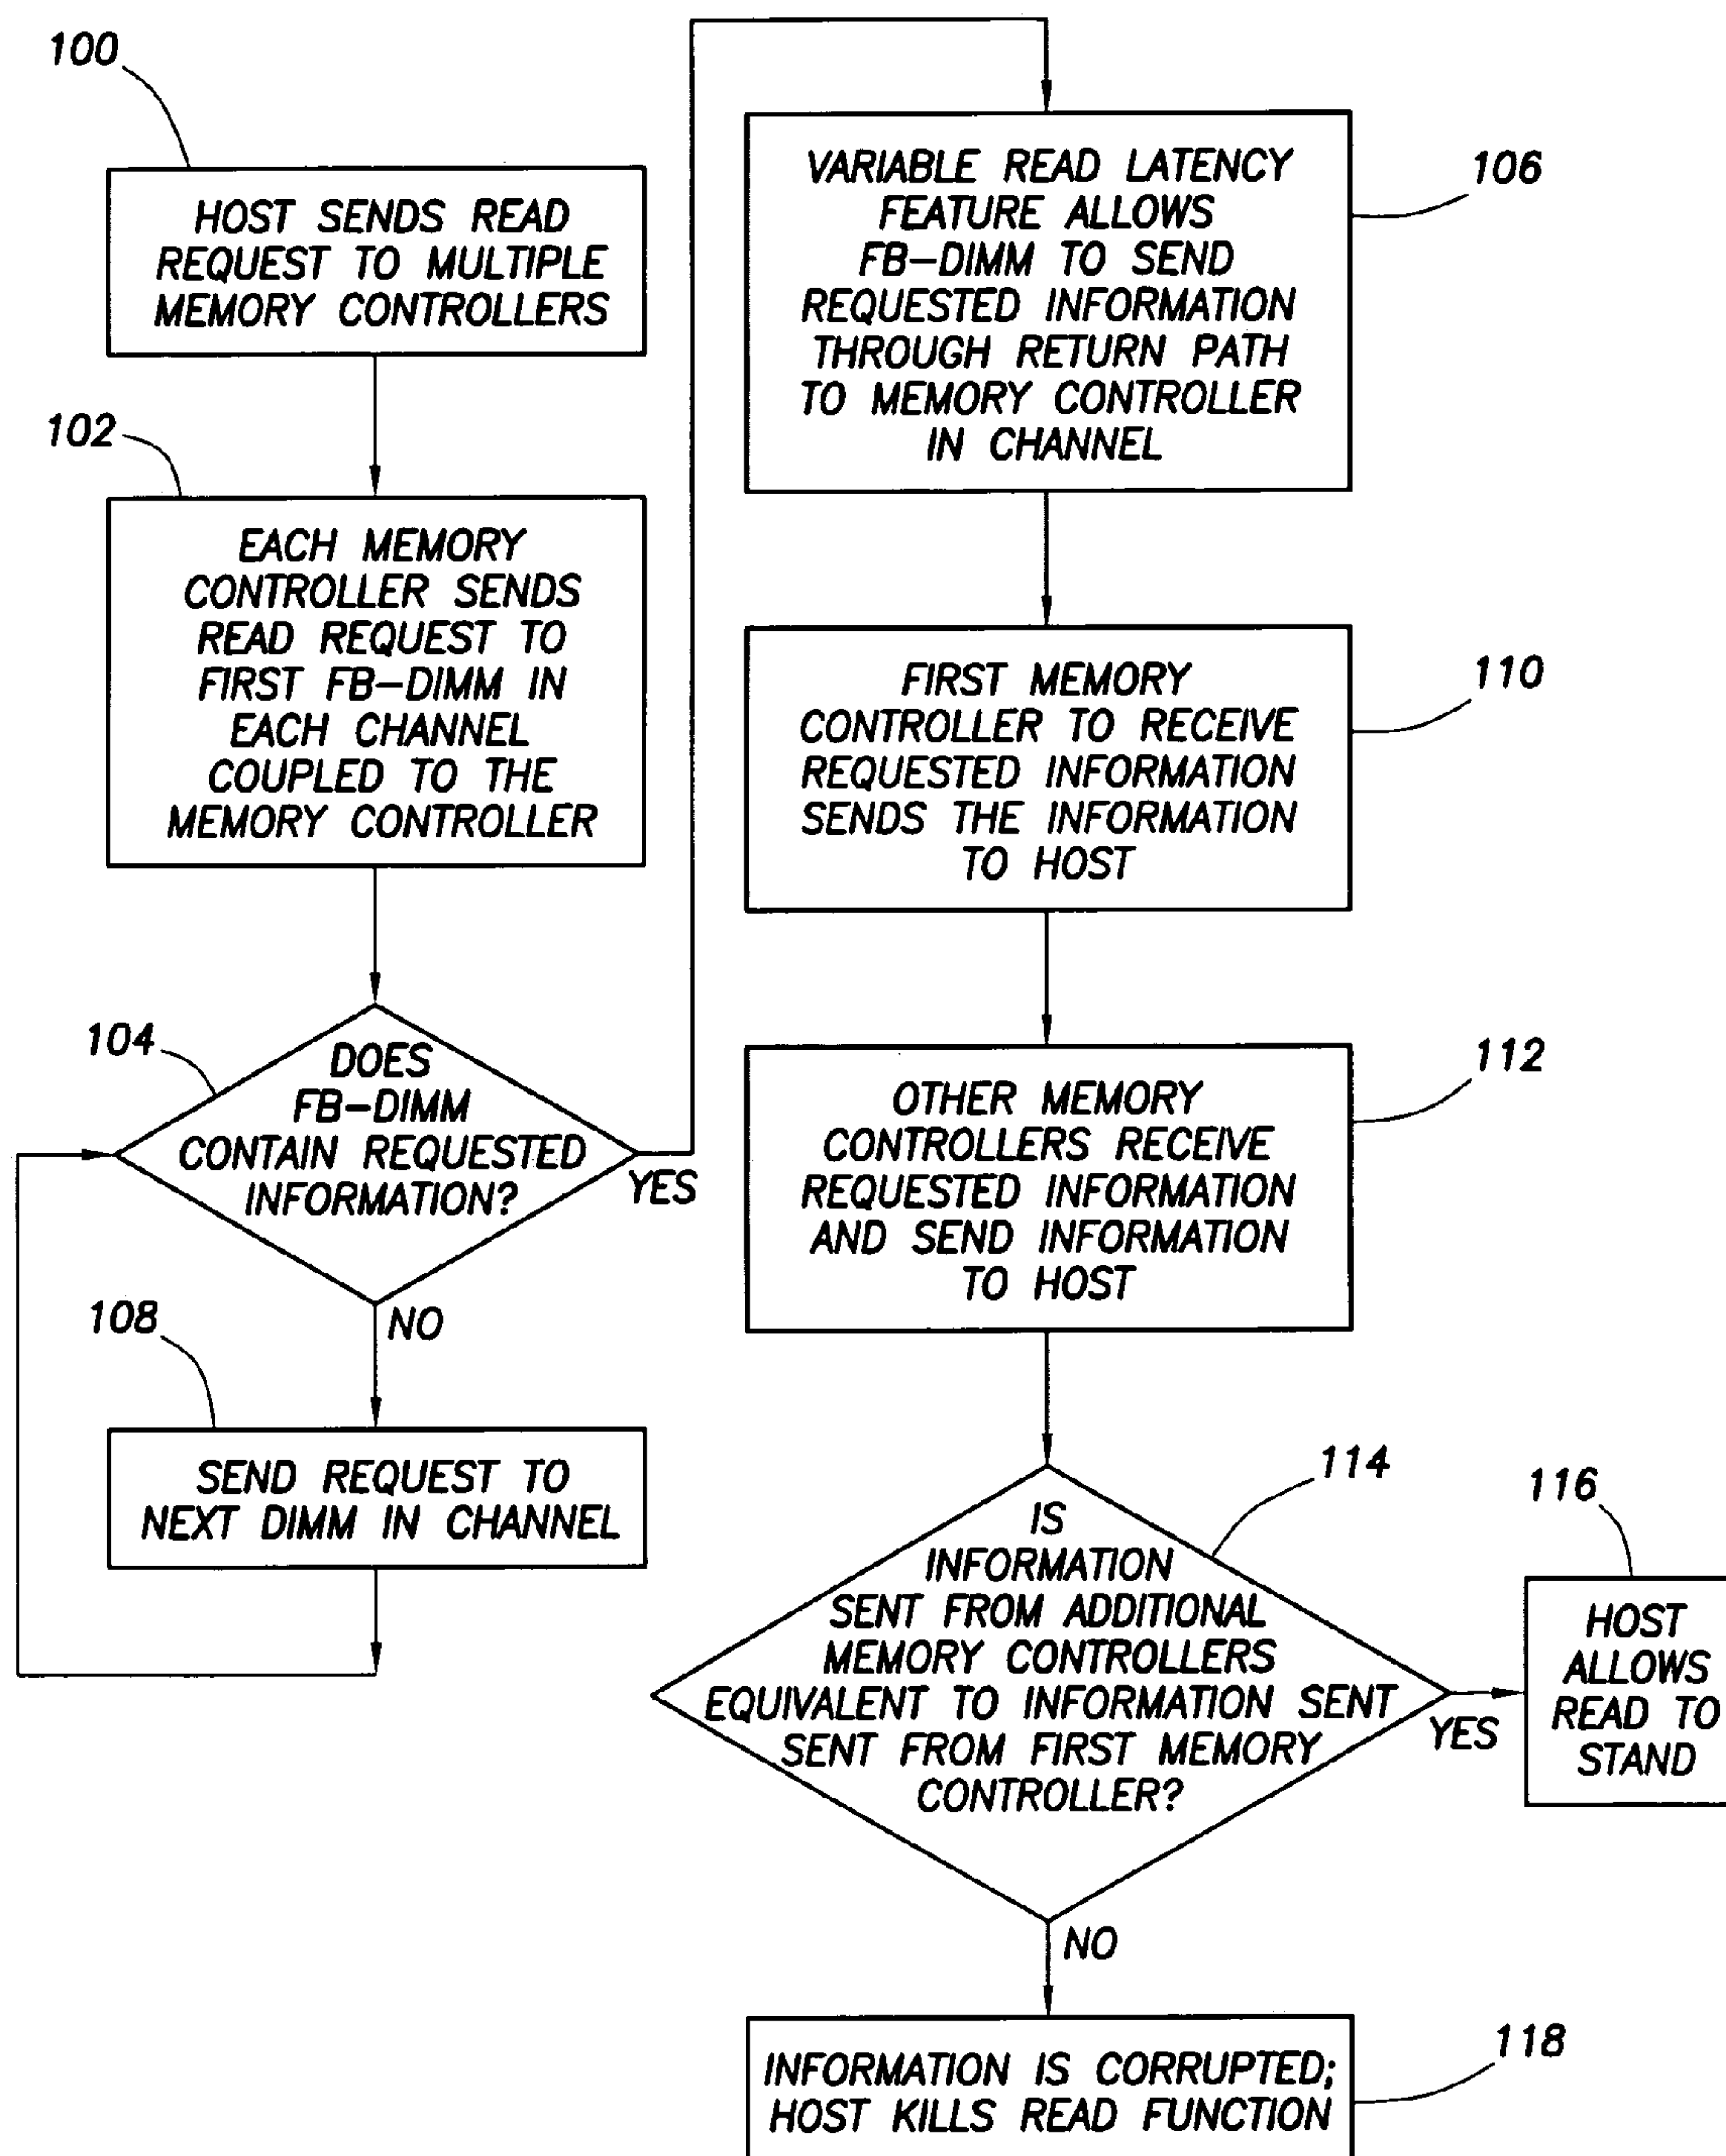 100
HOST SENDS READ
REQUEST TO MULTIPLE
MEMORY CONTROLLERS
102
EACH MEMORY
CONTROLLER SENDS
READ REQUEST TO
FIRST FB-DIMM IN
EACH CHANNEL
COUPLED TO THE
MEMORY CONTROLLER
104
DOES
FB-DIMM
CONTAIN REQUESTED
INFORMATION?
YES
NO
108
SEND REQUEST TO
NEXT DIMM IN CHANNEL
106
VARIABLE READ LATENCY
FEATURE ALLOWS
FB-DIMM TO SEND
REQUESTED INFORMATION
THROUGH RETURN PATH
TO MEMORY CONTROLLER
IN CHANNEL
110
FIRST MEMORY
CONTROLLER TO RECEIVE
REQUESTED INFORMATION
SENDS THE INFORMATION
TO HOST
112
OTHER MEMORY
CONTROLLERS RECEIVE
REQUESTED INFORMATION
AND SEND INFORMATION
TO HOST
114
IS
INFORMATION
SENT FROM ADDITIONAL
MEMORY CONTROLLERS
EQUIVALENT TO INFORMATION SENT
SENT FROM FIRST MEMORY
CONTROLLER?
YES
116
HOST
ALLOWS
READ TO
STAND
NO
118
INFORMATION IS CORRUPTED;
HOST KILLS READ FUNCTION